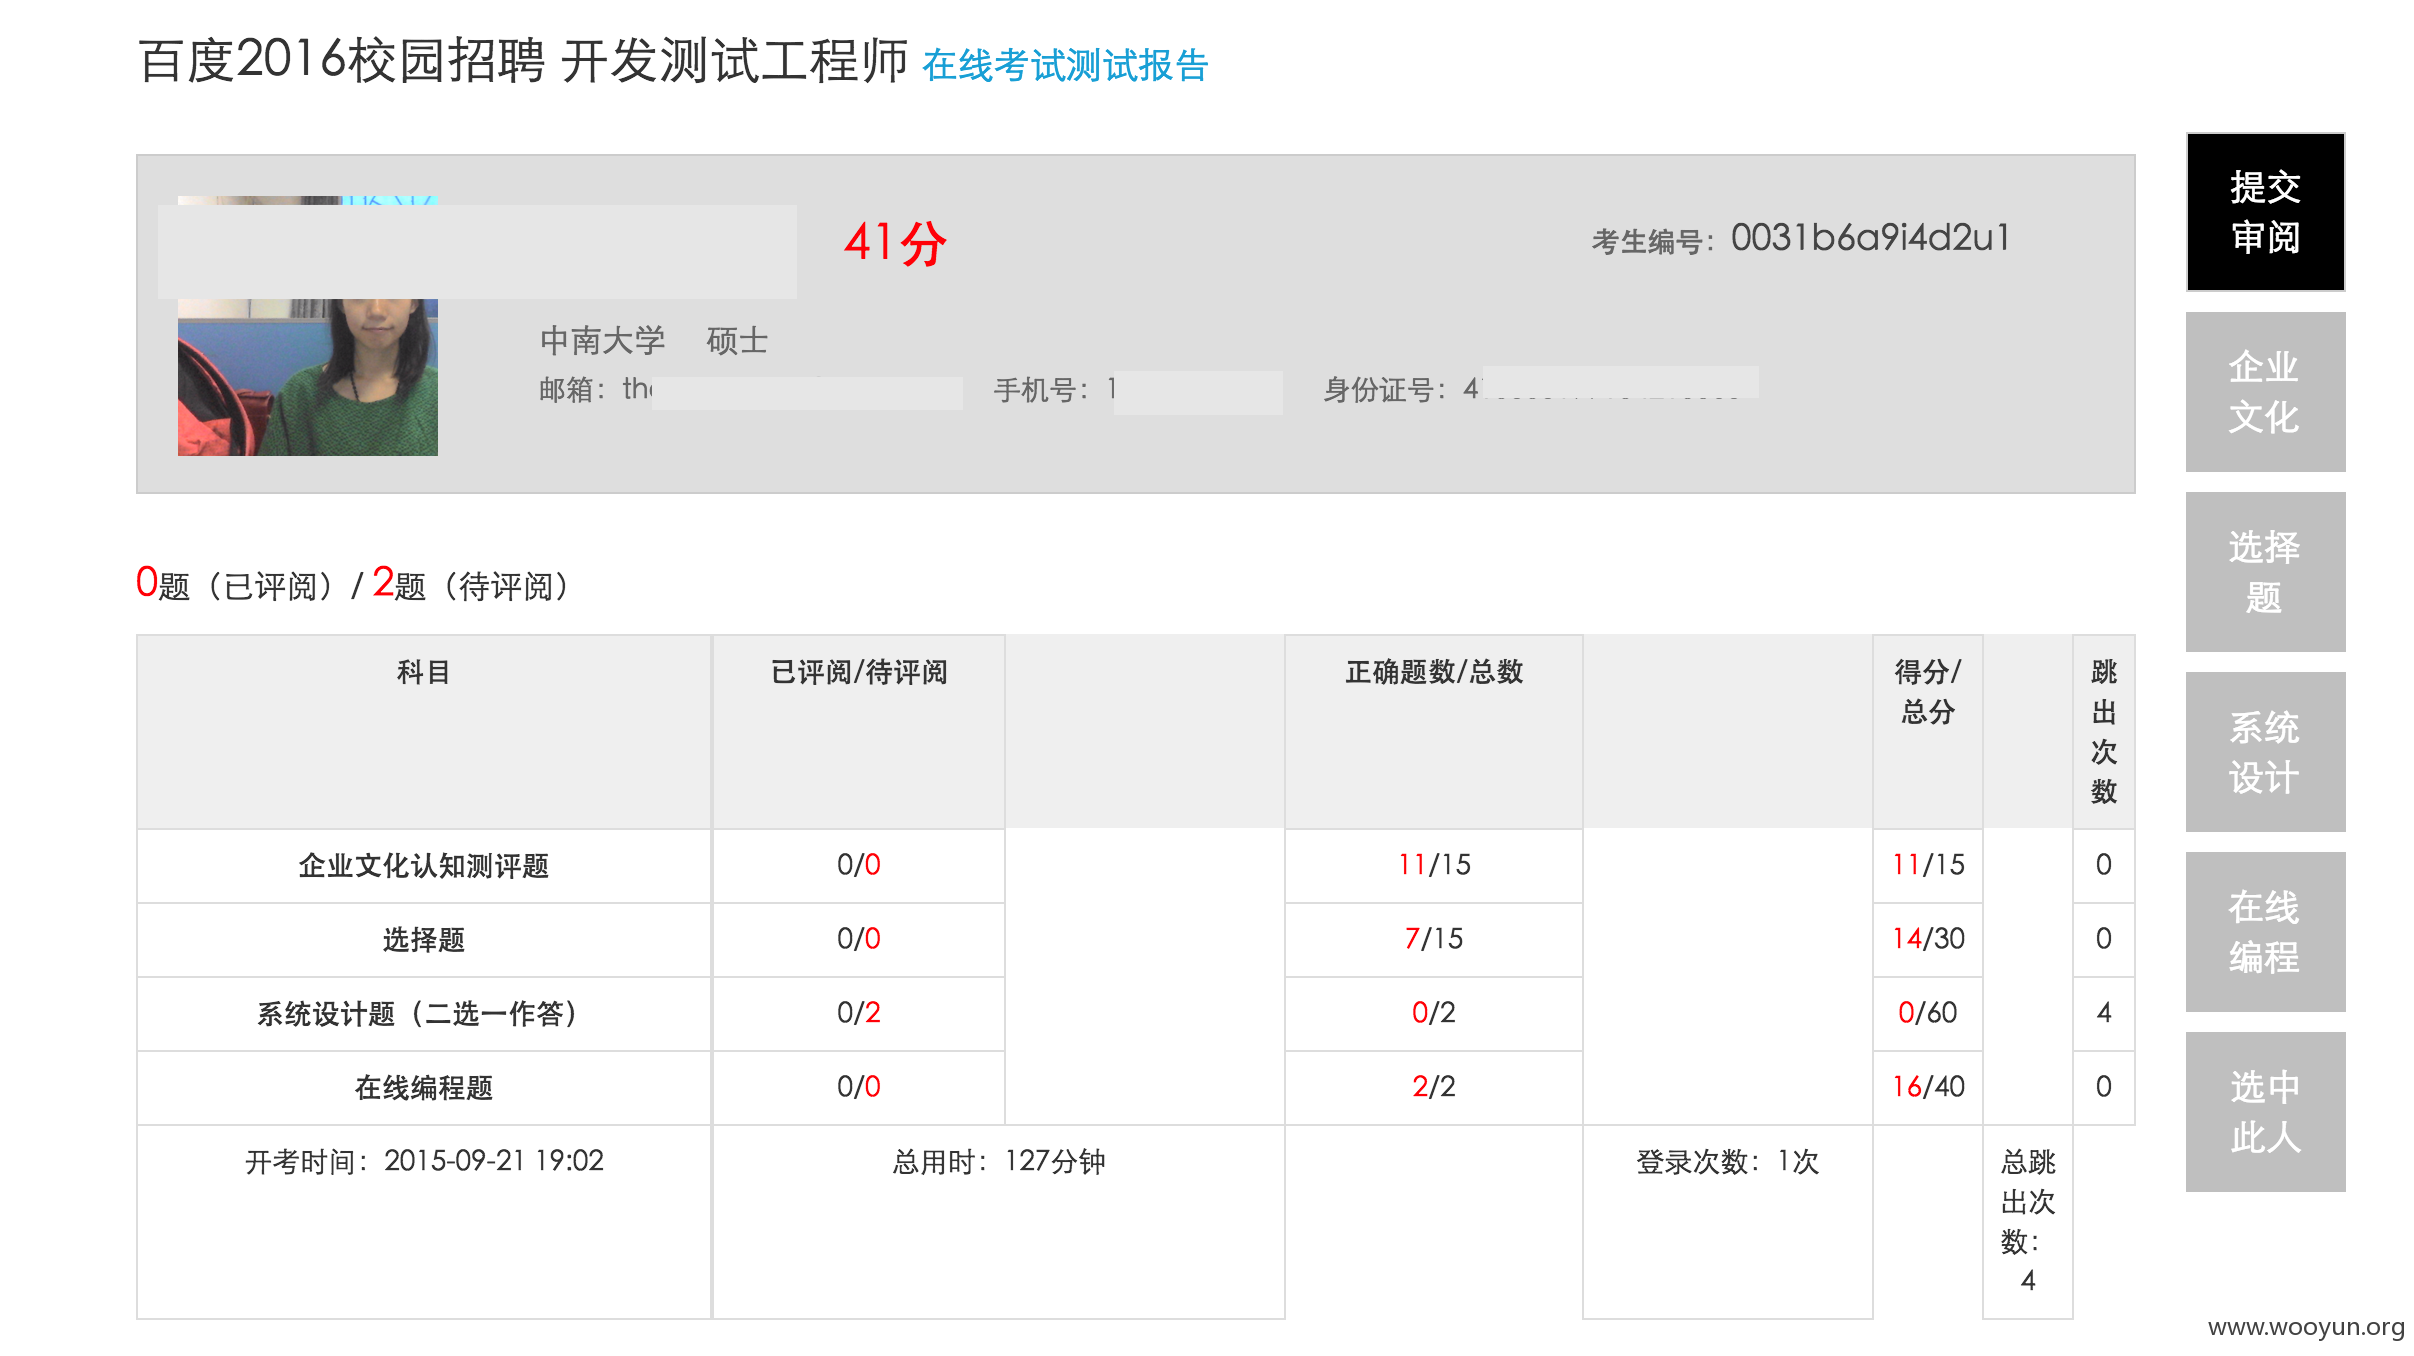 百度2016校园招聘 开发测试工程师 在线考试测试报告
41分
考生编号：0031b6a9i4d2u1
中南大学 硕士
邮箱：
手机号：1
身份证号：4
0题（已评阅）/ 2题（待评阅）
科目 已评阅/待评阅 正确题数/总数 得分/总分 跳出次数
企业文化认知测评题 0/0 11/15 11/15 0
选择题 0/0 7/15 14/30 0
系统设计题（二选一作答） 0/2 0/2 0/60 4
在线编程题 0/0 2/2 16/40 0
开考时间：2015-09-21 19:02 总用时：127分钟 登录次数：1次 总跳出次数：4
提交
审阅
企业
文化
选择
题
系统
设计
在线
编程
选中
此人
www.wooyun.org